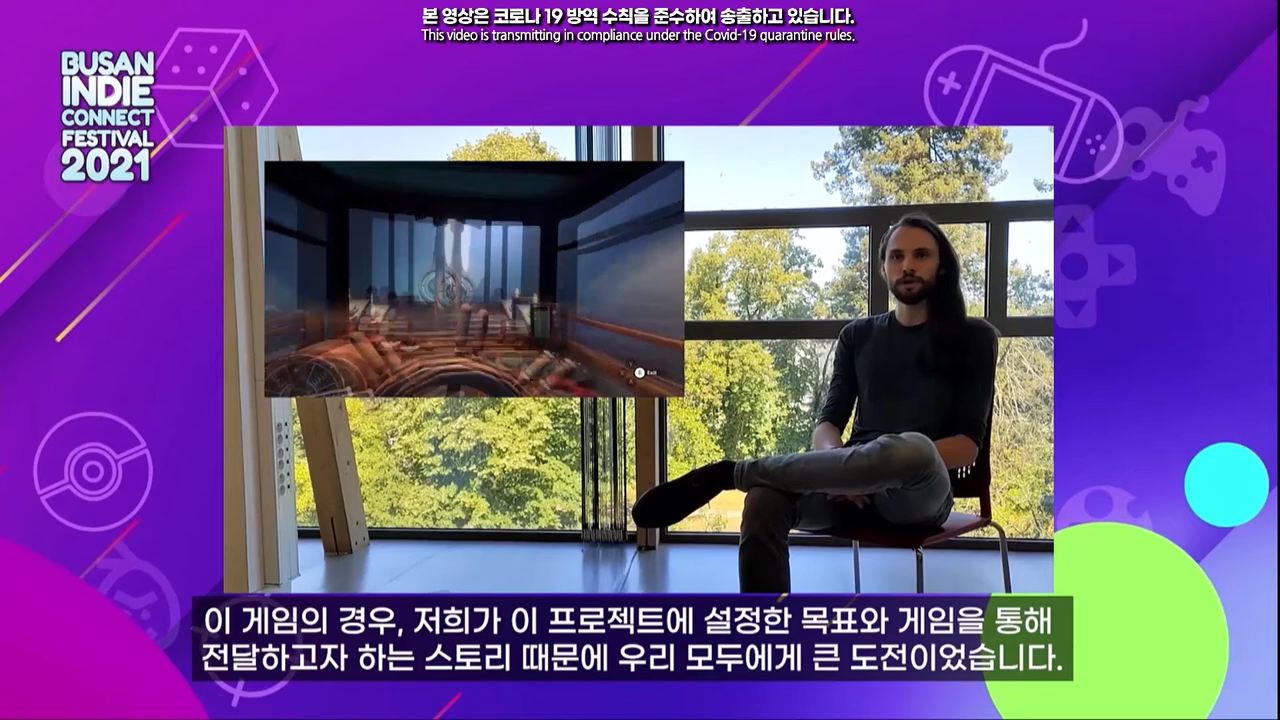 본 영상은 코로나 19 방역 수칙을 준수하여 송출하고 있습니다.
This video is transmitting in compliance under the Covid-19 quarantine rules.
BUSAN
INDIE
CONNECT
FESTIVAL
2021
Exit
이 게임의 경우, 저희가 이 프로젝트에 설정한 목표와 게임을 통해
전달하고자 하는 스토리 때문에 우리 모두에게 큰 도전이었습니다.